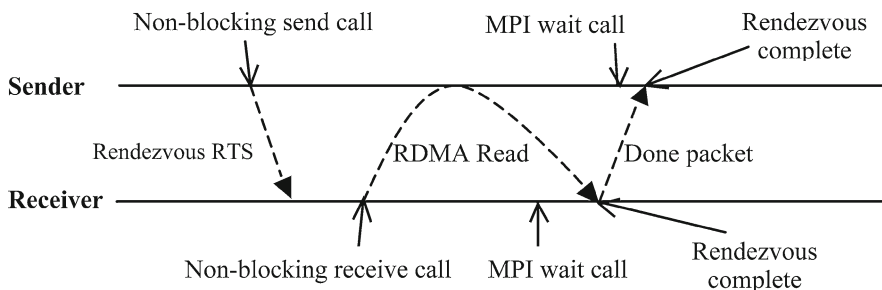 Non-blocking send call
MPI wait call
Rendezvous
complete
Sender
Rendezvous RTS
RDMA Read
Done packet
Receiver
Non-blocking receive call
MPI wait call
Rendezvous
complete